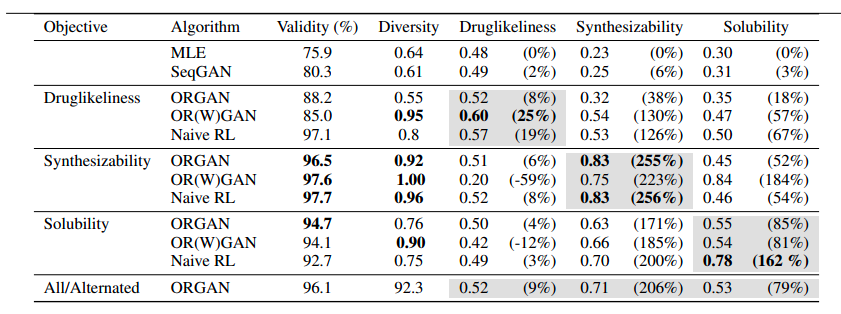 Objective Algorithm Validity (%) Diversity Druglikeliness Synthesizability Solubility
MLE 75.9 0.64 0.48 (0%) 0.23 (0%) 0.30 (0%)
SeqGAN 80.3 0.61 0.49 (2%) 0.25 (6%) 0.31 (3%)
Druglikeliness ORGAN 88.2 0.55 0.52 (8%) 0.32 (38%) 0.35 (18%)
OR(W)GAN 85.0 0.95 0.60 (25%) 0.54 (130%) 0.47 (57%)
Naive RL 97.1 0.8 0.57 (19%) 0.53 (126%) 0.50 (67%)
Synthesizability ORGAN 96.5 0.92 0.51 (6%) 0.83 (255%) 0.45 (52%)
OR(W)GAN 97.6 1.00 0.20 (-59%) 0.75 (223%) 0.84 (184%)
Naive RL 97.7 0.96 0.52 (8%) 0.83 (256%) 0.46 (54%)
Solubility ORGAN 94.7 0.76 0.50 (4%) 0.63 (171%) 0.55 (85%)
OR(W)GAN 94.1 0.90 0.42 (-12%) 0.66 (185%) 0.54 (81%)
Naive RL 92.7 0.75 0.49 (3%) 0.70 (200%) 0.78 (162 %)
All/Alternated ORGAN 96.1 92.3 0.52 (9%) 0.71 (206%) 0.53 (79%)